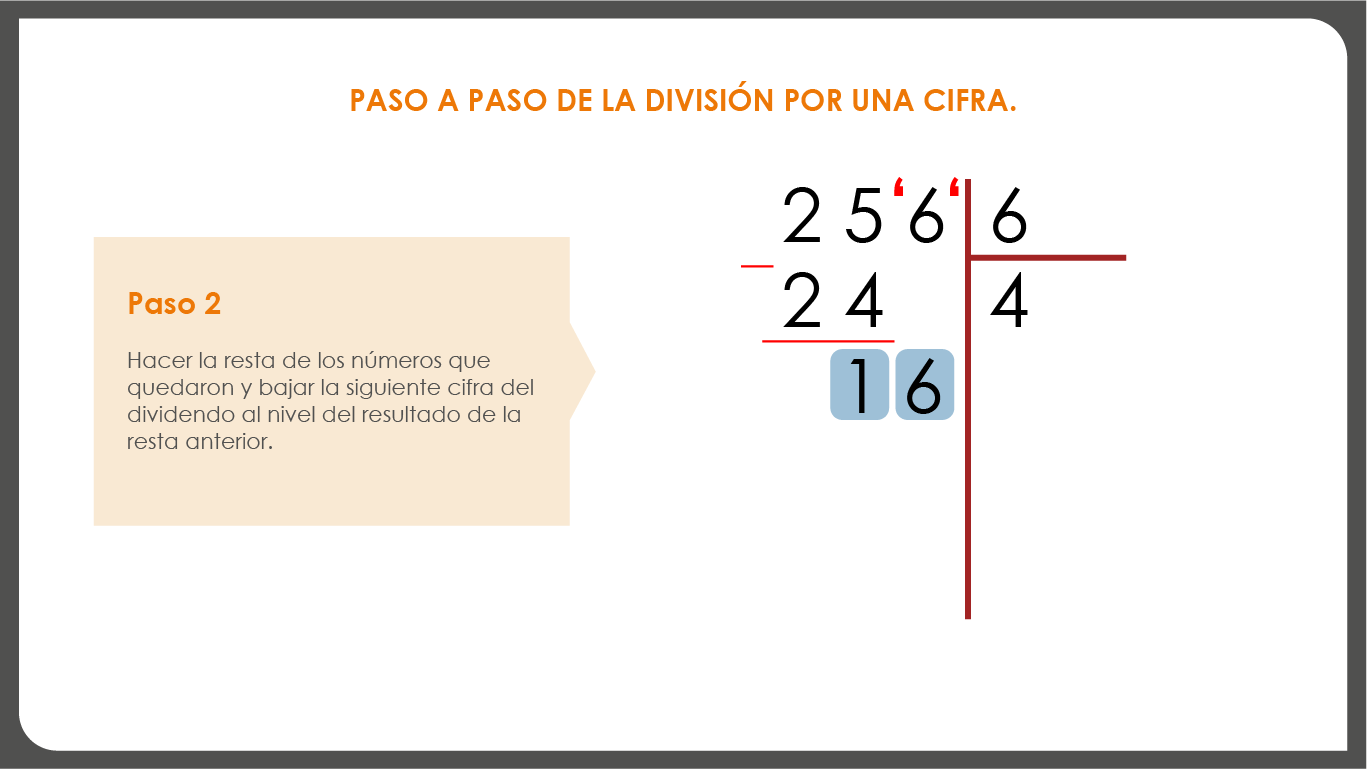 PASO A PASO DE LA DIVISIÓN POR UNA CIFRA.
Paso 2
Hacer la resta de los números que
quedaron y bajar la siguiente cifra del
dividendo al nivel del resultado de la
resta anterior.
2 5 ‘ 6 ‘ 6
2 4 4
1 6